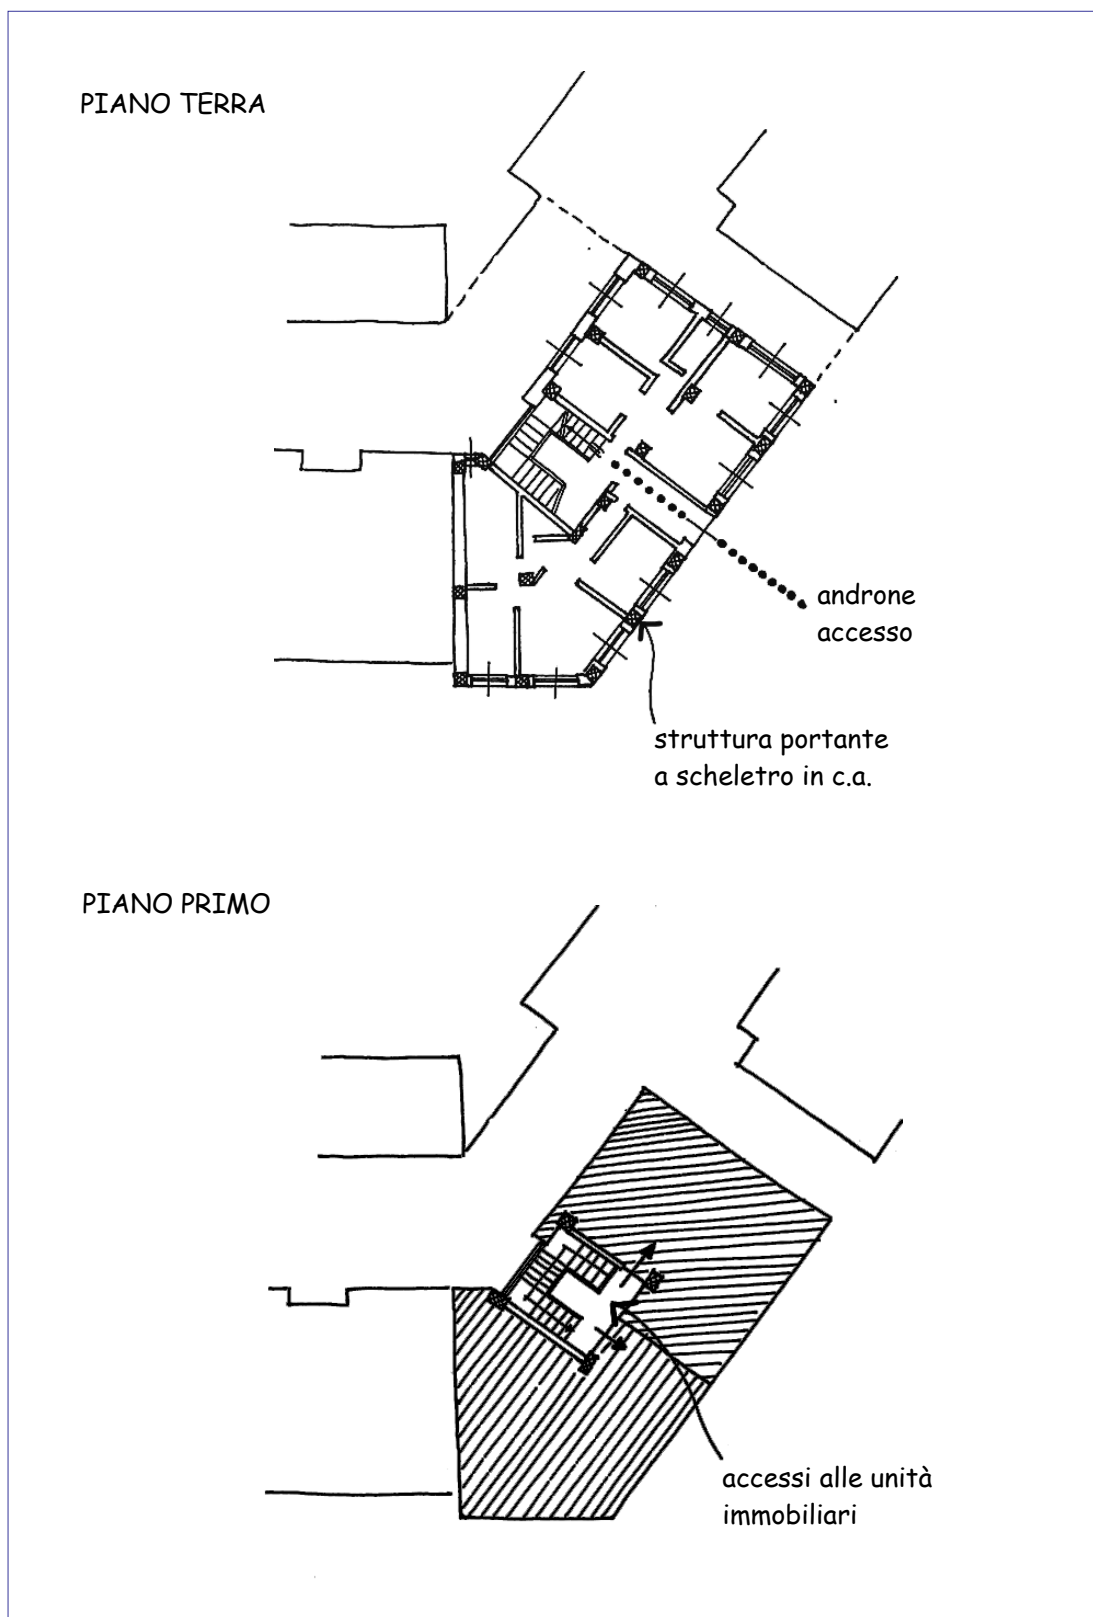 PIANO TERRA
androne
accesso
struttura portante
a scheletro in c.a.
PIANO PRIMO
accessi alle unità
immobiliari